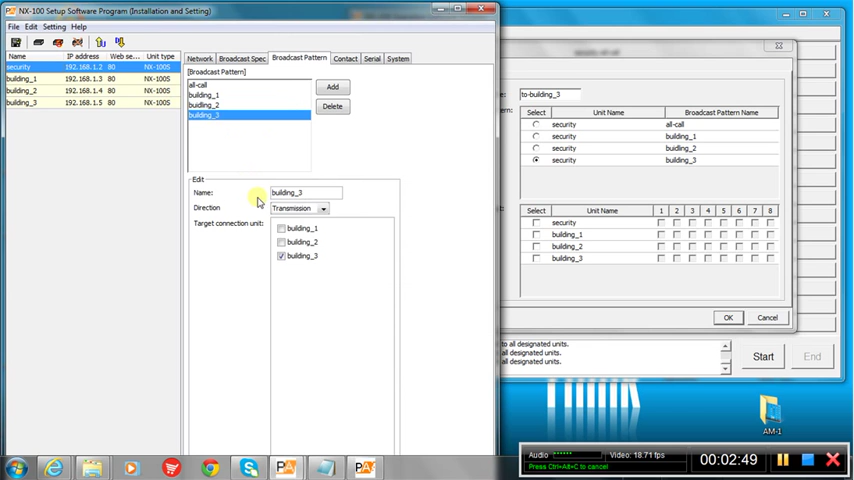 NX-100 Setup Software Program (Installation and Setting)
File Edit Setting Help
Name IP address Web se... Unit type
security 192.168.1.2 80 NX-100S
building_1 192.168.1.3 80 NX-100S
building_2 192.168.1.4 80 NX-100S
building_3 192.168.1.5 80 NX-100S
Network Broadcast Spec Broadcast Pattern Contact Serial System
[Broadcast Pattern]
all-call
building_1
budling_2
building_3
Add
Delete
Edit
Name: building_3
Direction Transmission
Target connection unit:
building_1
building_2
building_3
e: to-building_3
tern:
Select Unit Name Broadcast Pattern Name
security all-call
security building_1
security budling_2
security building_3
Select Unit Name 1 2 3 4 5 6 7 8
security
building_1
building_2
building_3
OK Cancel
to all designated units.
all designated units.
all designated units.
Start End
AM-1
Audio Video: 18.71 fps
Press Ctrl+Alt+C to cancel
00:02:49